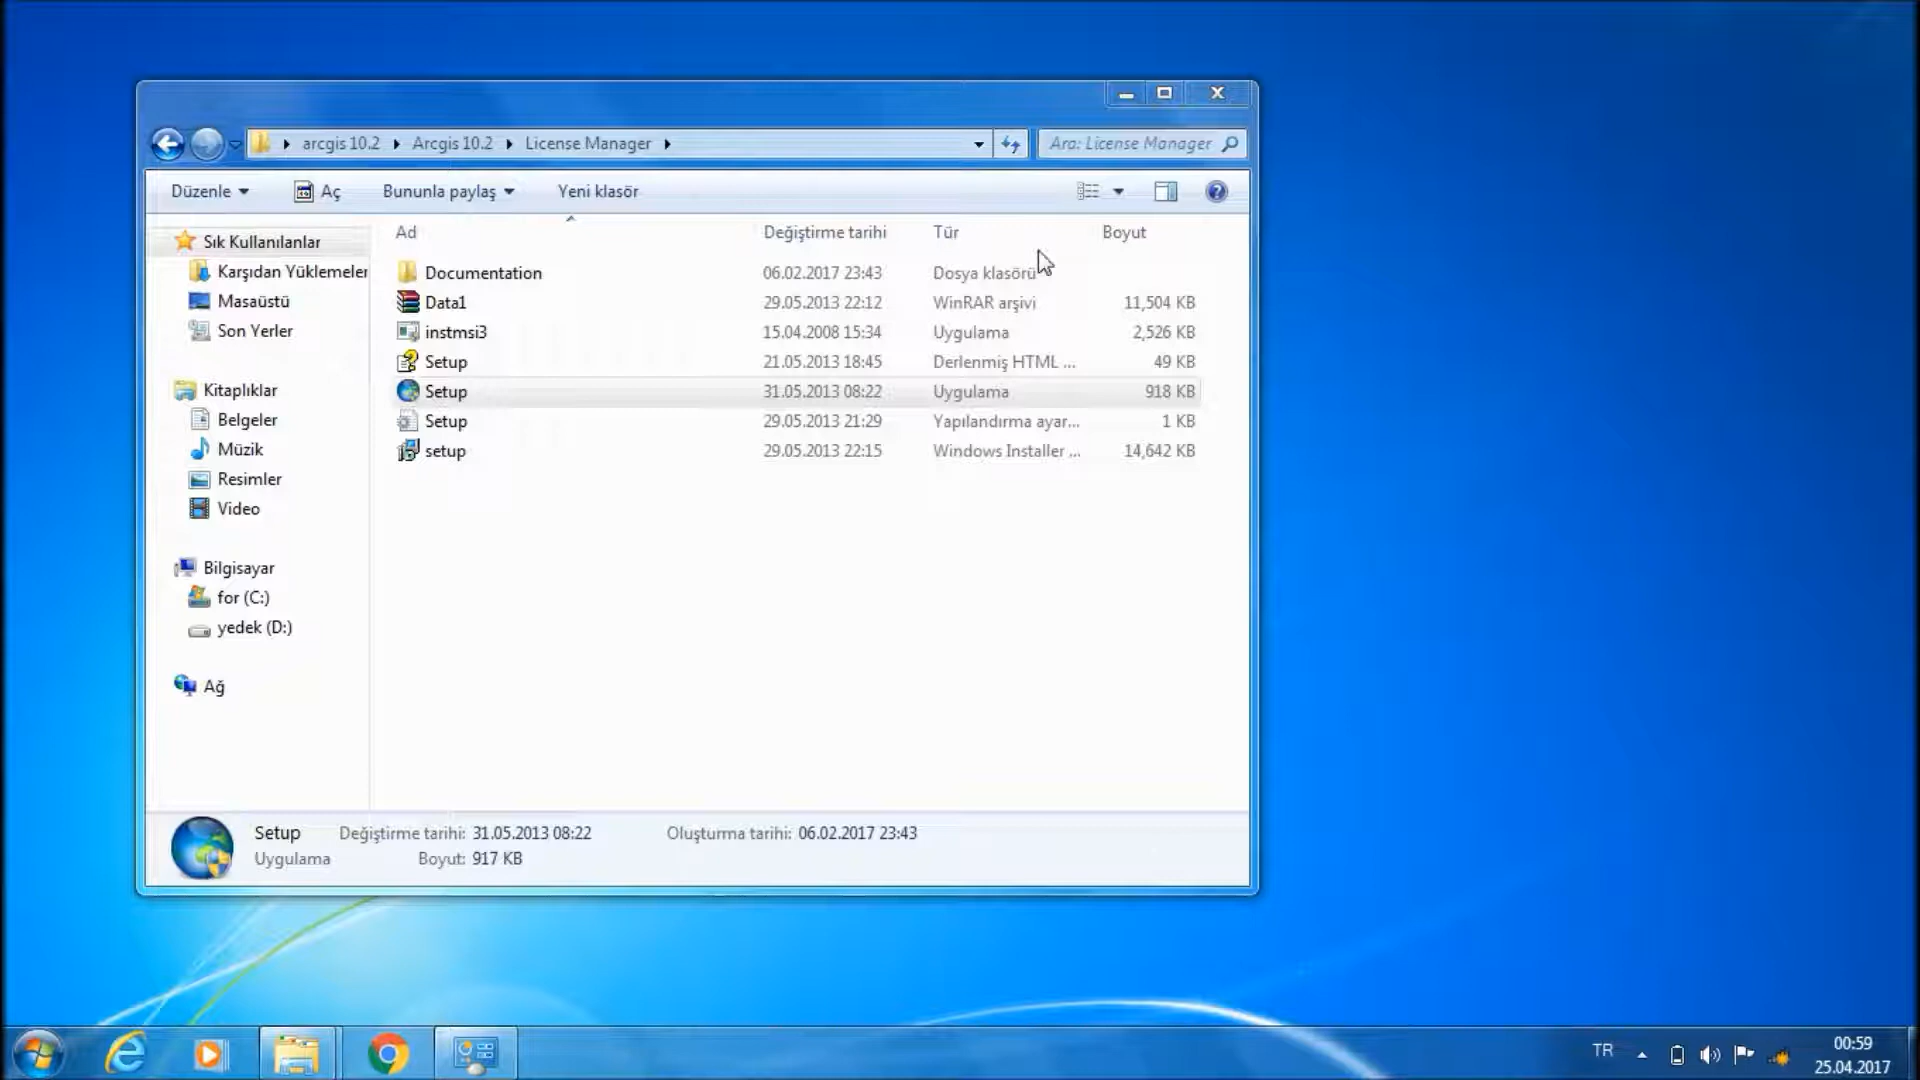 arcgis 10.2 Arcgis 10.2 License Manager Ara: License Manager
Düzenle Aç Bununla paylaş Yeni klasör
Ad Değiştirme tarihi Tür Boyut
Sık Kullanılanlar
Karşıdan Yüklemeler
Masaüstü
Son Yerler
Kitaplıklar
Belgeler
Müzik
Resimler
Video
Bilgisayar
for (C:)
yedek (D:)
Ağ
Documentation 06.02.2017 23:43 Dosya klasörü
Data1 29.05.2013 22:12 WinRAR arşivi 11,504 KB
instmsi3 15.04.2008 15:34 Uygulama 2,526 KB
Setup 21.05.2013 18:45 Derlenmiş HTML ... 49 KB
Setup 31.05.2013 08:22 Uygulama 918 KB
Setup 29.05.2013 21:29 Yapılandırma ayar... 1 KB
setup 29.05.2013 22:15 Windows Installer ... 14,642 KB
Setup Değiştirme tarihi: 31.05.2013 08:22 Oluşturma tarihi: 06.02.2017 23:43
Uygulama Boyut: 917 KB
TR 00:59
25.04.2017